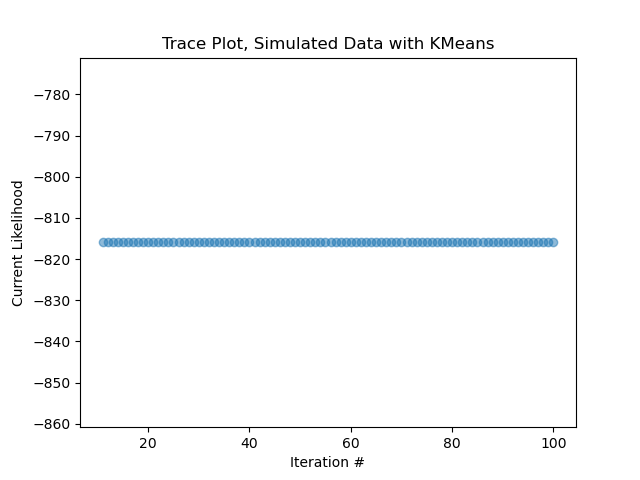 Trace Plot, Simulated Data with KMeans
−780
−790
−800
−810
−820
−830
−840
−850
−860
Current Likelihood
20 40 60 80 100
Iteration #